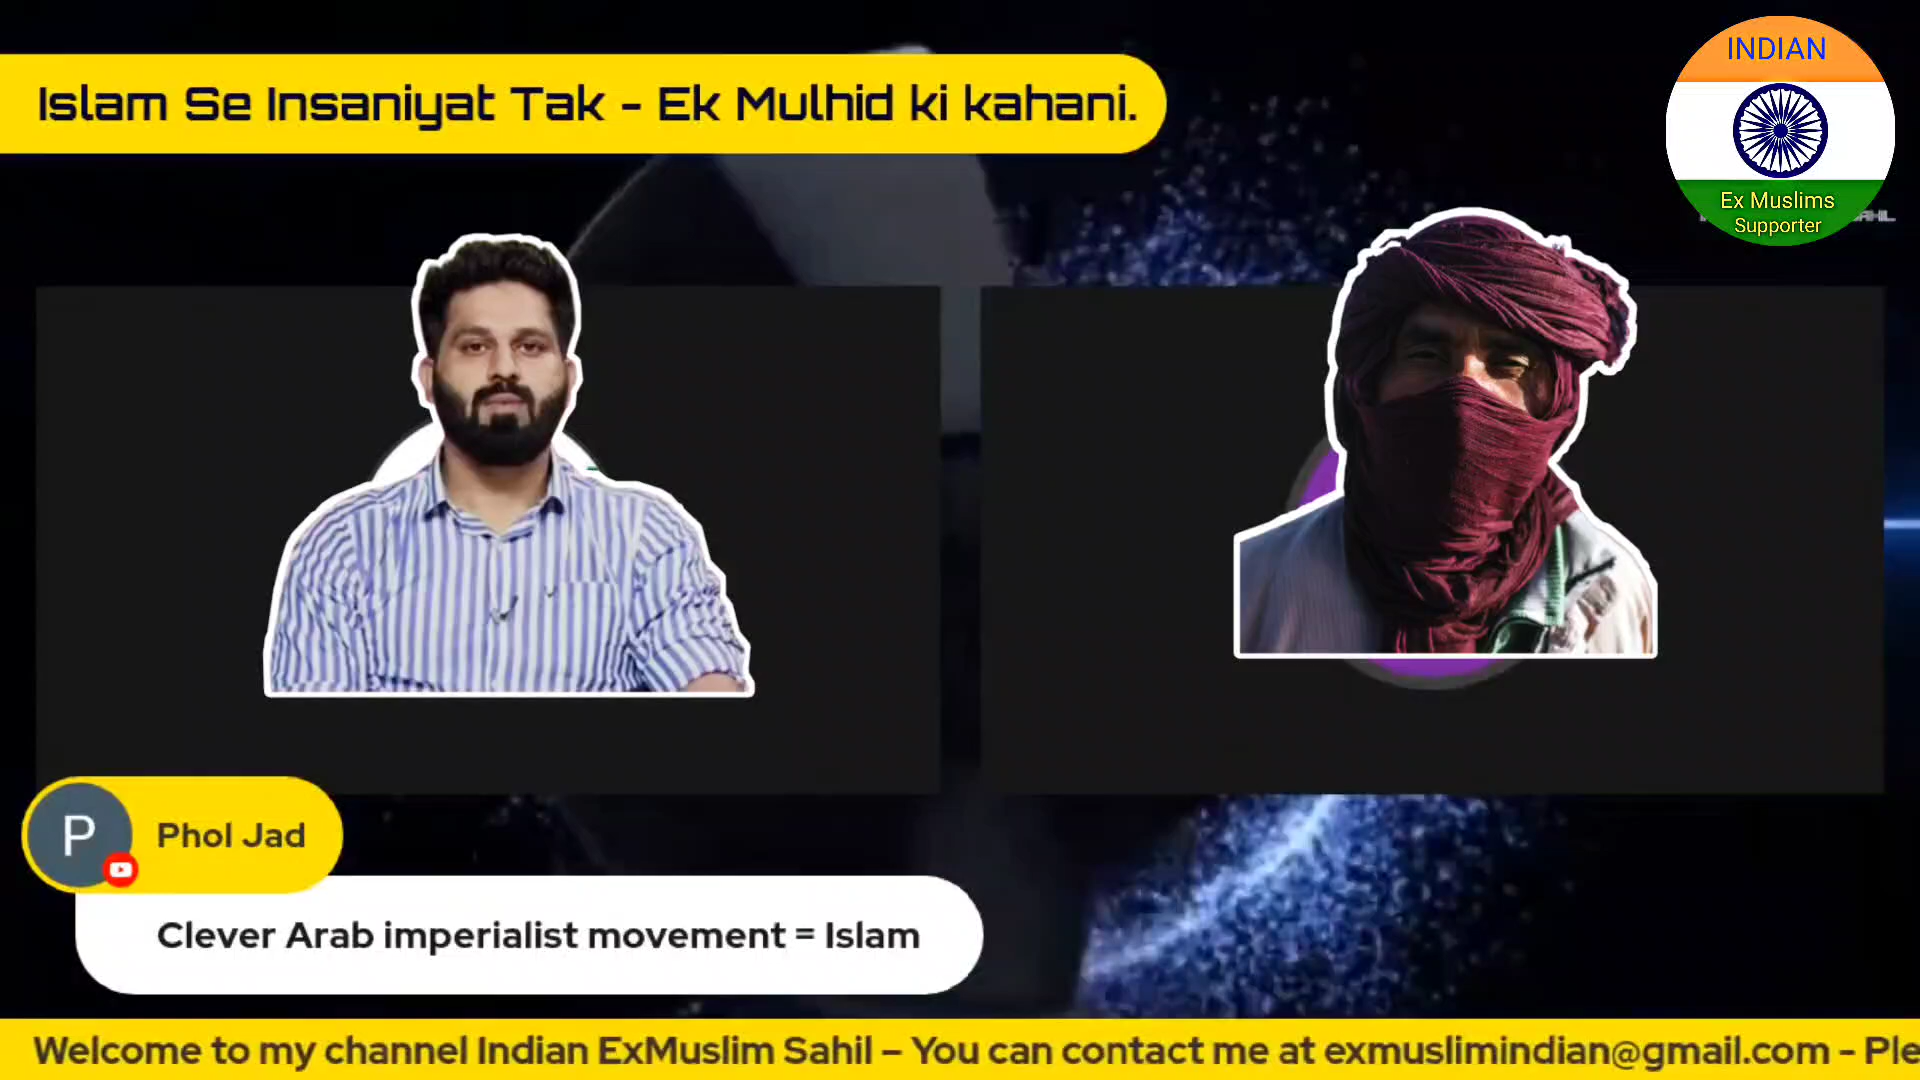 Islam Se Insaniyat Tak - Ek Mulhid ki kahani.
INDIAN
Ex Muslims
Supporter
P
Phol Jad
Clever Arab imperialist movement = Islam
Welcome to my channel Indian ExMuslim Sahil – You can contact me at exmuslimindian@gmail.com - Ple